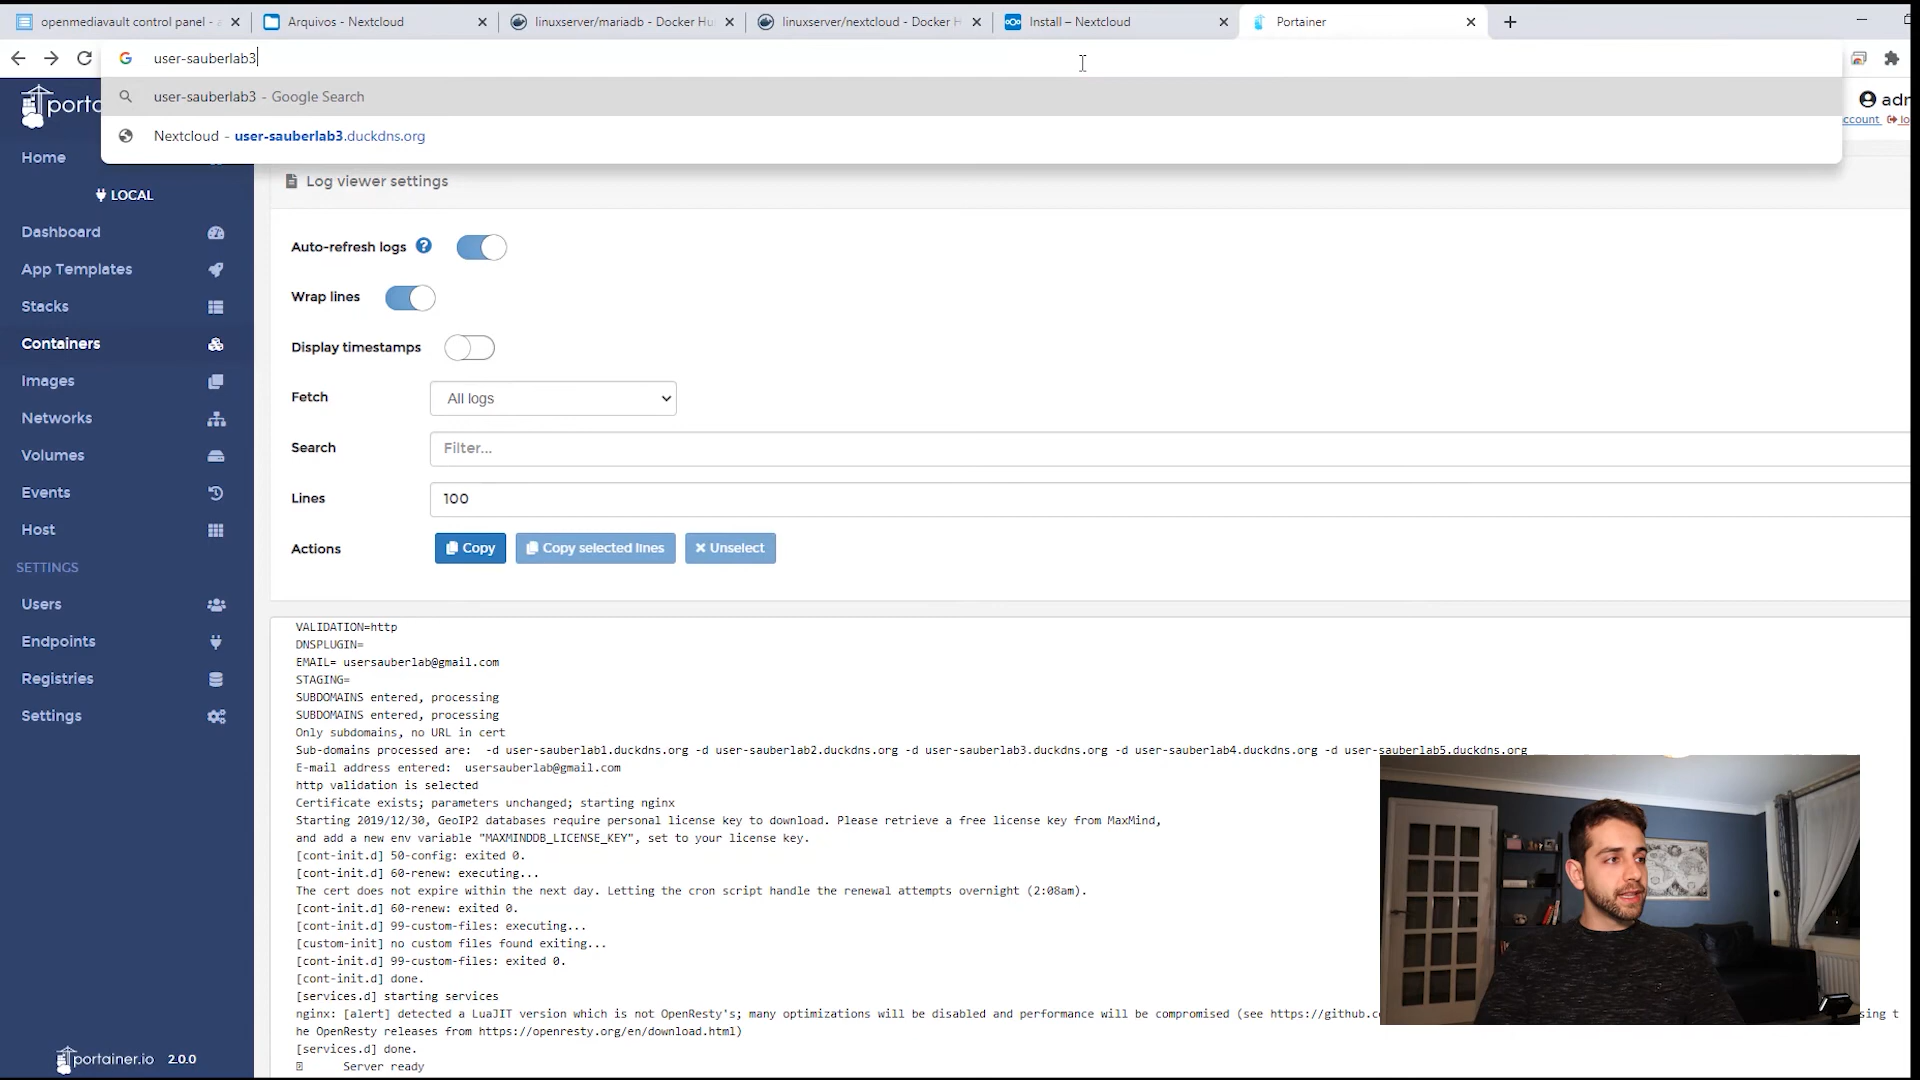 openmediavault control panel - a
Arquivos - Nextcloud
linuxserver/mariadb - Docker Hu
linuxserver/nextcloud - Docker H
Install – Nextcloud
Portainer
user-sauberlab3
user-sauberlab3 - Google Search
Nextcloud - user-sauberlab3.duckdns.org
porta
adm
ccount
lo
Home
LOCAL
Dashboard
App Templates
Stacks
Containers
Images
Networks
Volumes
Events
Host
SETTINGS
Users
Endpoints
Registries
Settings
portainer.io 2.0.0
Log viewer settings
Auto-refresh logs
Wrap lines
Display timestamps
Fetch All logs
Search Filter...
Lines 100
Actions Copy Copy selected lines Unselect
VALIDATION=http
DNSPLUGIN=
EMAIL= usersauberlab@gmail.com
STAGING=
SUBDOMAINS entered, processing
SUBDOMAINS entered, processing
Only subdomains, no URL in cert
Sub-domains processed are: -d user-sauberlab1.duckdns.org -d user-sauberlab2.duckdns.org -d user-sauberlab3.duckdns.org -d user-sauberlab4.duckdns.org -d user-sauberlab5.duckdns.org
E-mail address entered: usersauberlab@gmail.com
http validation is selected
Certificate exists; parameters unchanged; starting nginx
Starting 2019/12/30, GeoIP2 databases require personal license key to download. Please retrieve a free license key from MaxMind,
and add a new env variable "MAXMINDDB_LICENSE_KEY", set to your license key.
[cont-init.d] 50-config: exited 0.
[cont-init.d] 60-renew: executing...
The cert does not expire within the next day. Letting the cron script handle the renewal attempts overnight (2:08am).
[cont-init.d] 60-renew: exited 0.
[cont-init.d] 99-custom-files: executing...
[custom-init] no custom files found exiting...
[cont-init.d] 99-custom-files: exited 0.
[cont-init.d] done.
[services.d] starting services
nginx: [alert] detected a LuaJIT version which is not OpenResty's; many optimizations will be disabled and performance will be compromised (see https://github.c sing t
he OpenResty releases from https://openresty.org/en/download.html)
[services.d] done.
Server ready